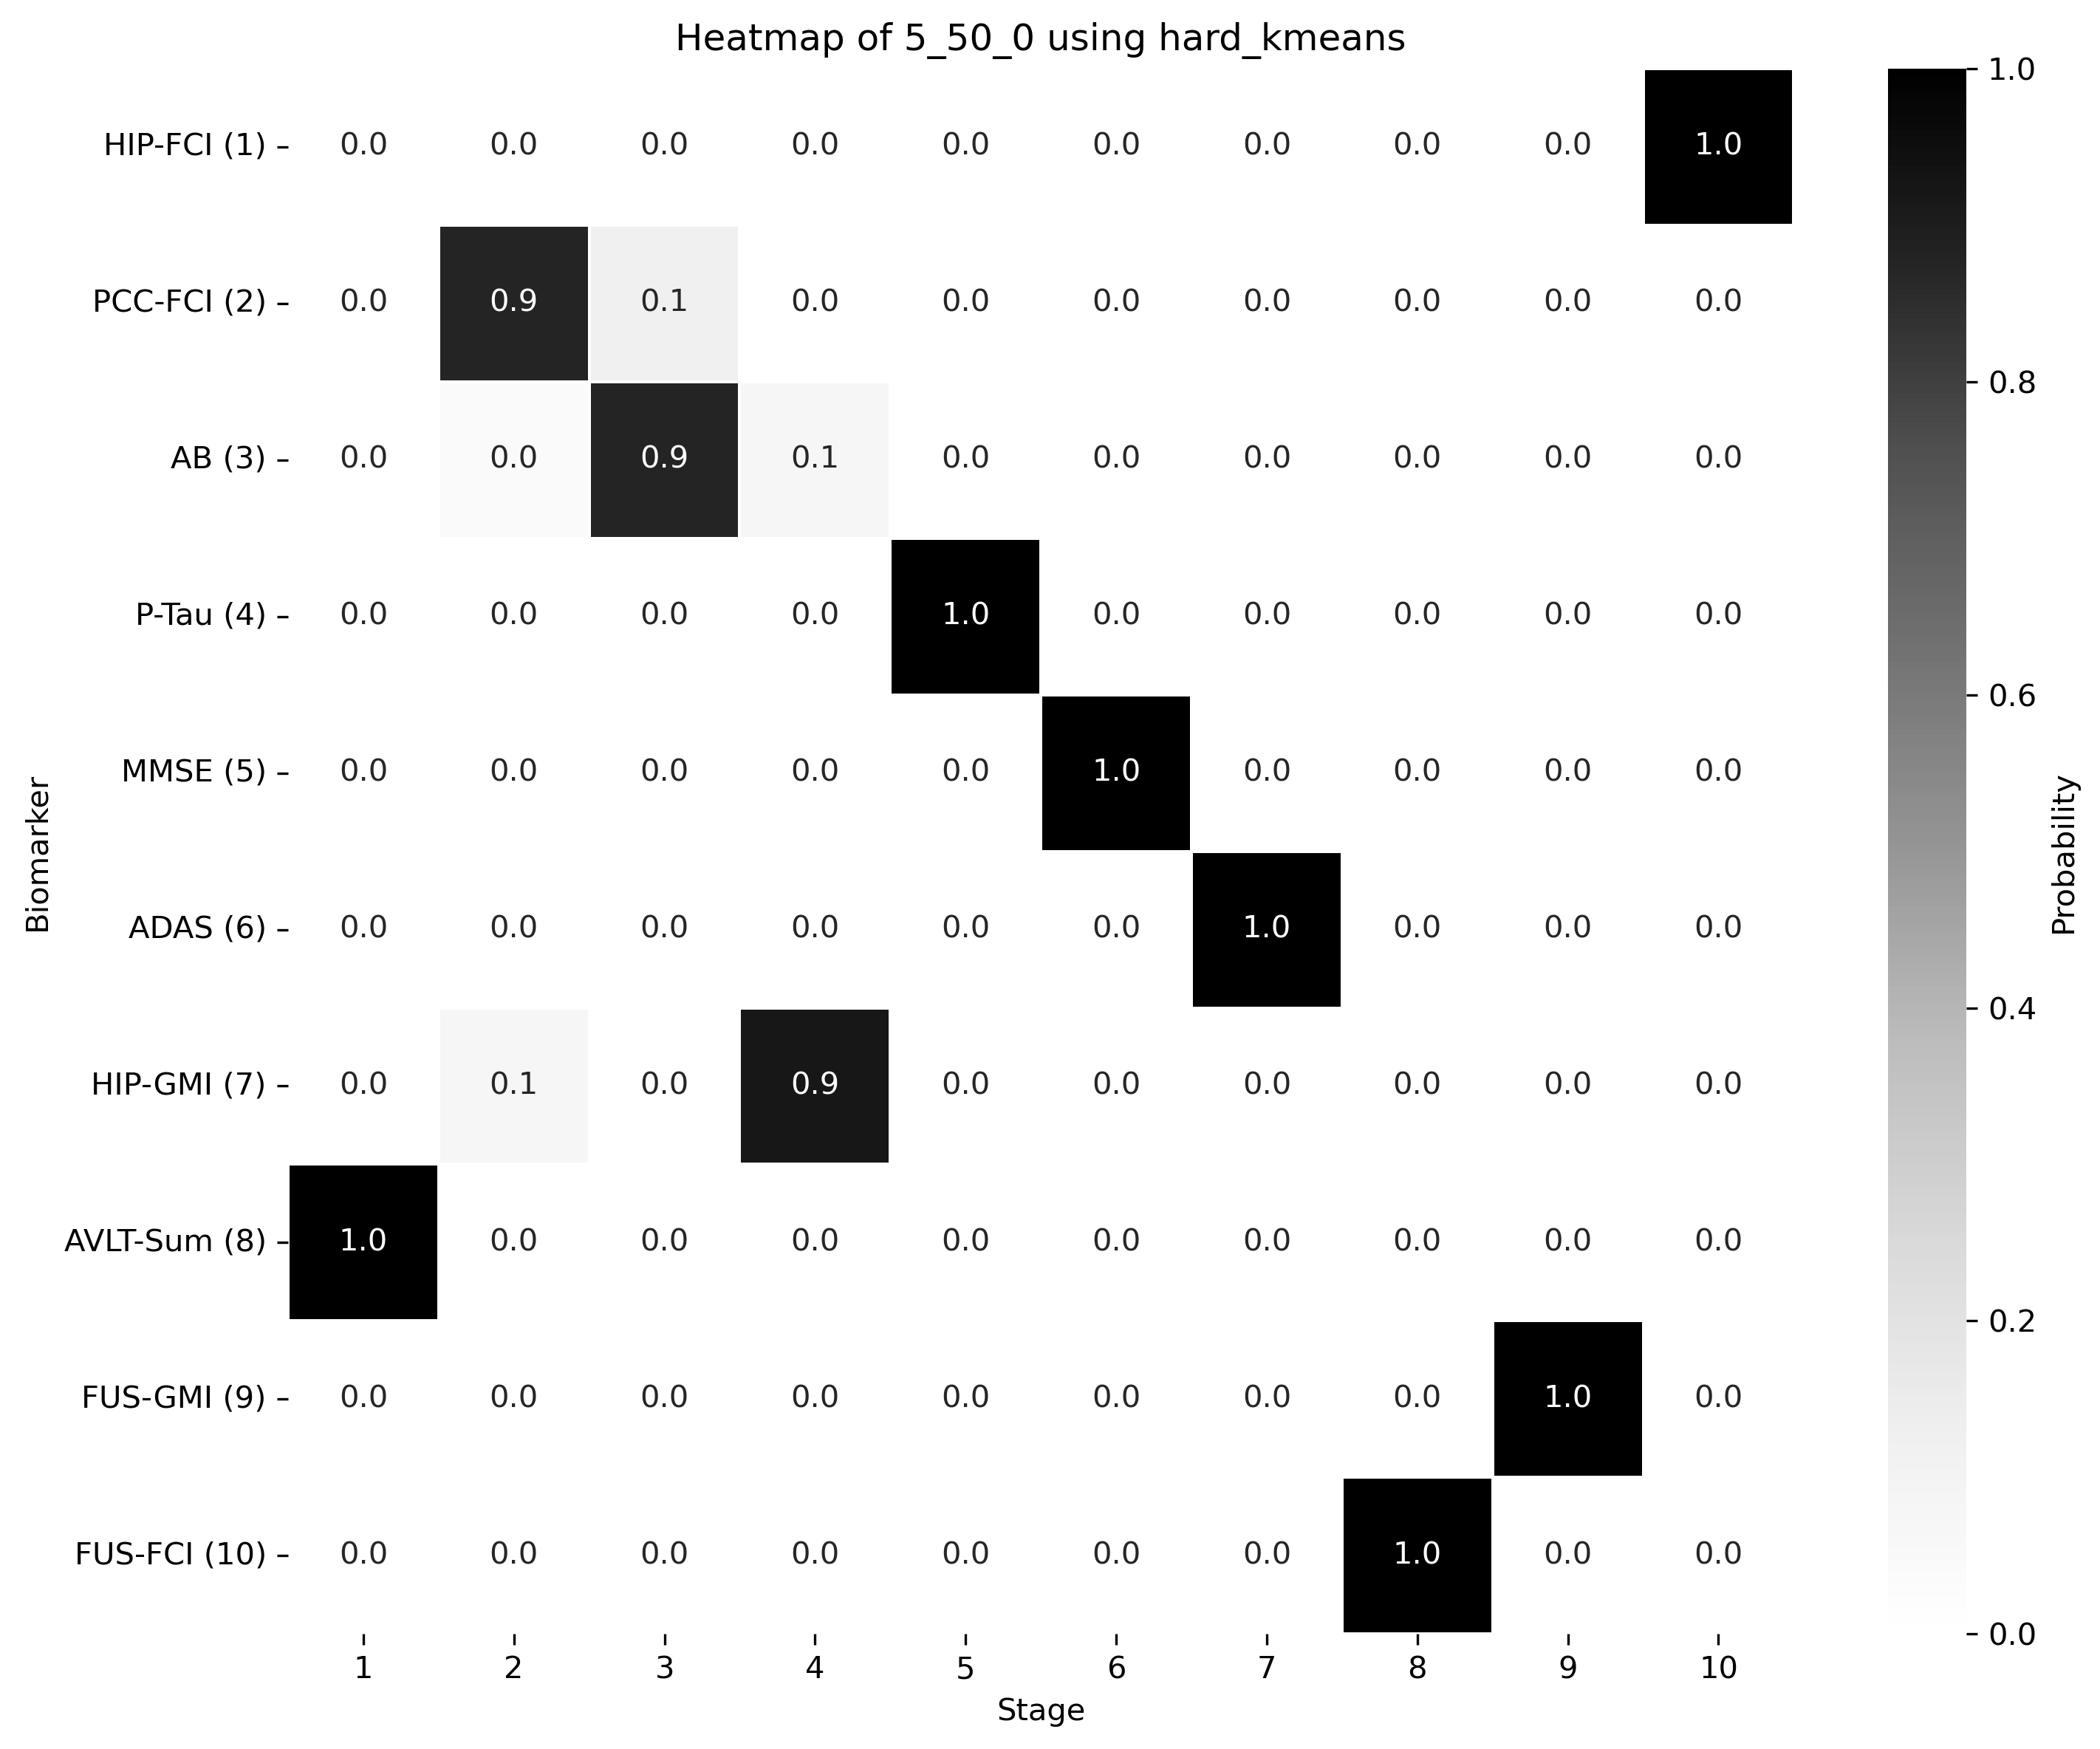 Heatmap of 5_50_0 using hard_kmeans
HIP-FCI (1) 0.0 0.0 0.0 0.0 0.0 0.0 0.0 0.0 0.0 1.0
PCC-FCI (2) 0.0 0.9 0.1 0.0 0.0 0.0 0.0 0.0 0.0 0.0
AB (3) 0.0 0.0 0.9 0.1 0.0 0.0 0.0 0.0 0.0 0.0
P-Tau (4) 0.0 0.0 0.0 0.0 1.0 0.0 0.0 0.0 0.0 0.0
MMSE (5) 0.0 0.0 0.0 0.0 0.0 1.0 0.0 0.0 0.0 0.0
ADAS (6) 0.0 0.0 0.0 0.0 0.0 0.0 1.0 0.0 0.0 0.0
HIP-GMI (7) 0.0 0.1 0.0 0.9 0.0 0.0 0.0 0.0 0.0 0.0
AVLT-Sum (8) 1.0 0.0 0.0 0.0 0.0 0.0 0.0 0.0 0.0 0.0
FUS-GMI (9) 0.0 0.0 0.0 0.0 0.0 0.0 0.0 0.0 1.0 0.0
FUS-FCI (10) 0.0 0.0 0.0 0.0 0.0 0.0 0.0 1.0 0.0 0.0
1 2 3 4 5 6 7 8 9 10
Stage
Biomarker
1.0
0.8
0.6
0.4
0.2
0.0
Probability